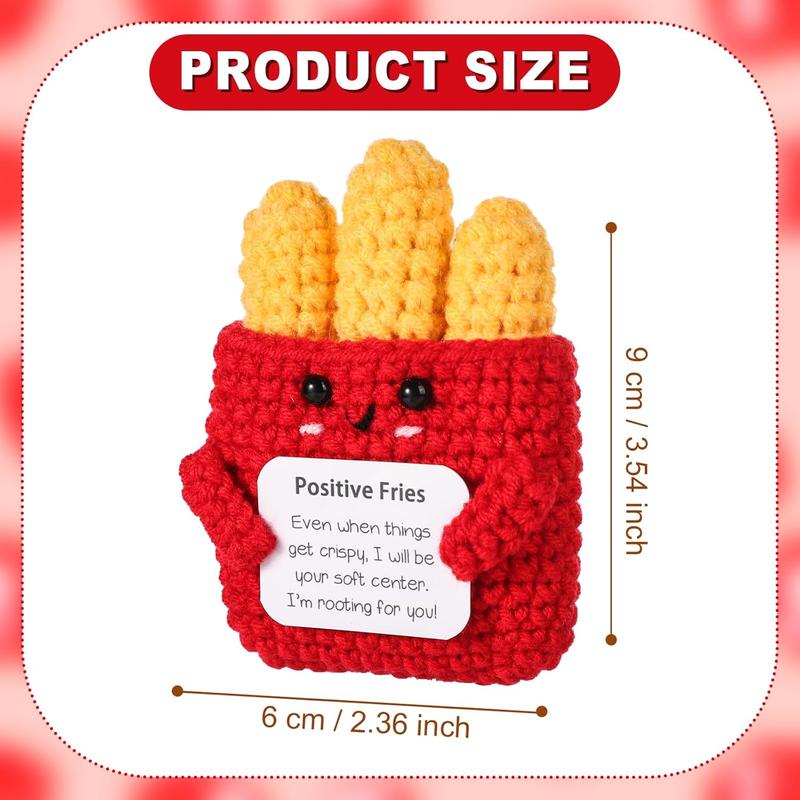 PRODUCT SIZE
Positive Fries
Even when things
get crispy, I will be
your soft center.
I'm rooting for you!
9 cm / 3.54 inch
6 cm / 2.36 inch